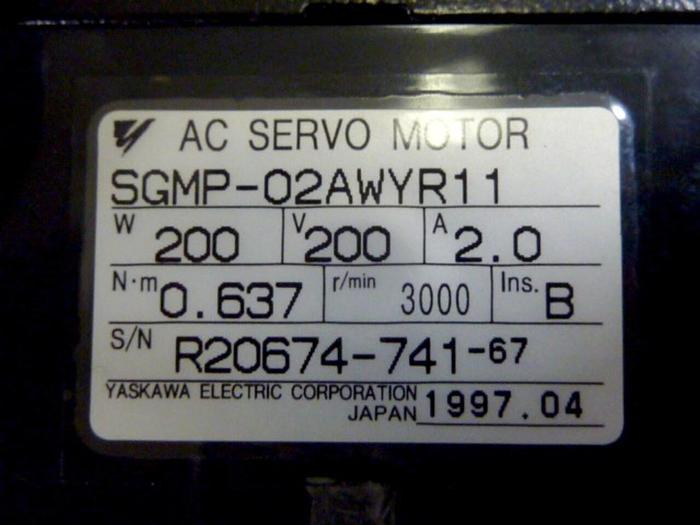 AC SERVO MOTOR
SGMP-02AWYR11
W 200 V 200 A 2.0
N·m 0.637 r/min 3000 Ins. B
S/N R20674-741-67
YASKAWA ELECTRIC CORPORATION
JAPAN 1997.04